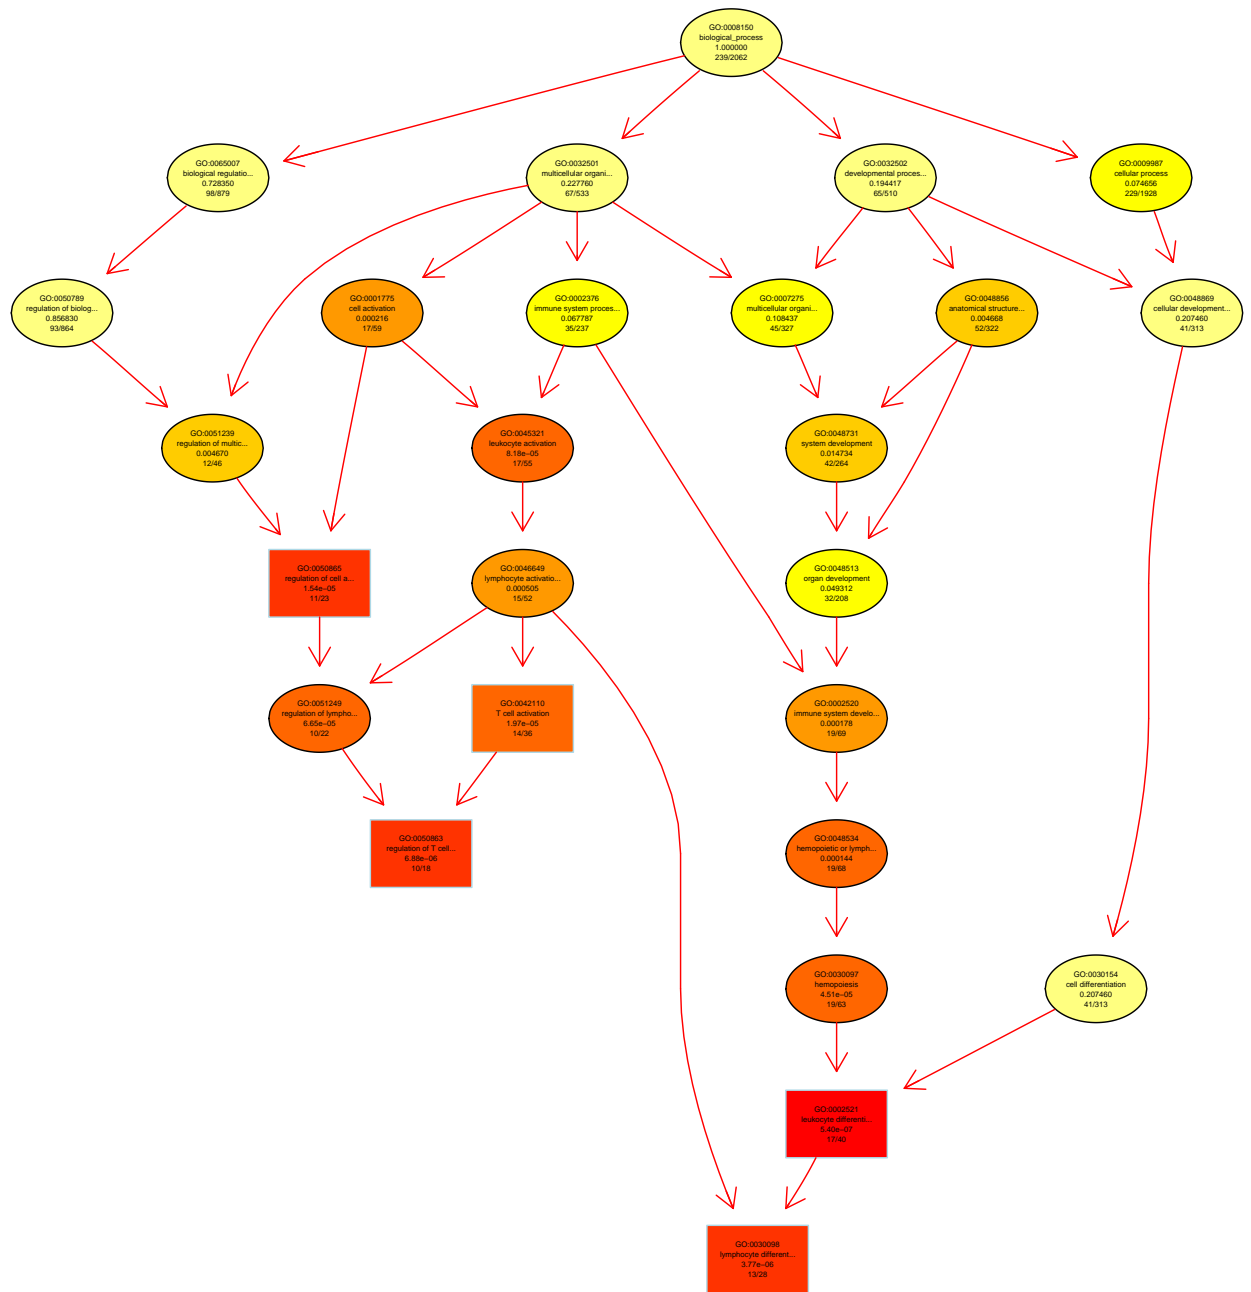 GO:0008150
biological_process
1.000000
239/2062
GO:0065007
biological regulatio...
0.728350
98/879
GO:0032501
multicellular organi...
0.227760
67/533
GO:0032502
developmental proces...
0.194417
65/510
GO:0009987
cellular process
0.074656
229/1928
GO:0050789
regulation of biolog...
0.856830
93/864
GO:0001775
cell activation
0.000216
17/59
GO:0002376
immune system proces...
0.067787
35/237
GO:0007275
multicellular organi...
0.108437
45/327
GO:0048856
anatomical structure...
0.004668
52/322
GO:0048869
cellular development...
0.207460
41/313
GO:0051239
regulation of multic...
0.004670
12/46
GO:0045321
leukocyte activation
8.18e−05
17/55
GO:0048731
system development
0.014734
42/264
GO:0050865
regulation of cell a...
1.54e−05
11/23
GO:0046649
lymphocyte activatio...
0.000505
15/52
GO:0048513
organ development
0.049312
32/208
GO:0051249
regulation of lympho...
6.65e−05
10/22
GO:0042110
T cell activation
1.97e−05
14/36
GO:0002520
immune system develo...
0.000178
19/69
GO:0050863
regulation of T cell...
6.88e−06
10/18
GO:0048534
hemopoietic or lymph...
0.000144
19/68
GO:0030097
hemopoiesis
4.51e−05
19/63
GO:0030154
cell differentiation
0.207460
41/313
GO:0002521
leukocyte differenti...
5.40e−07
17/40
GO:0030098
lymphocyte different...
3.77e−06
13/28